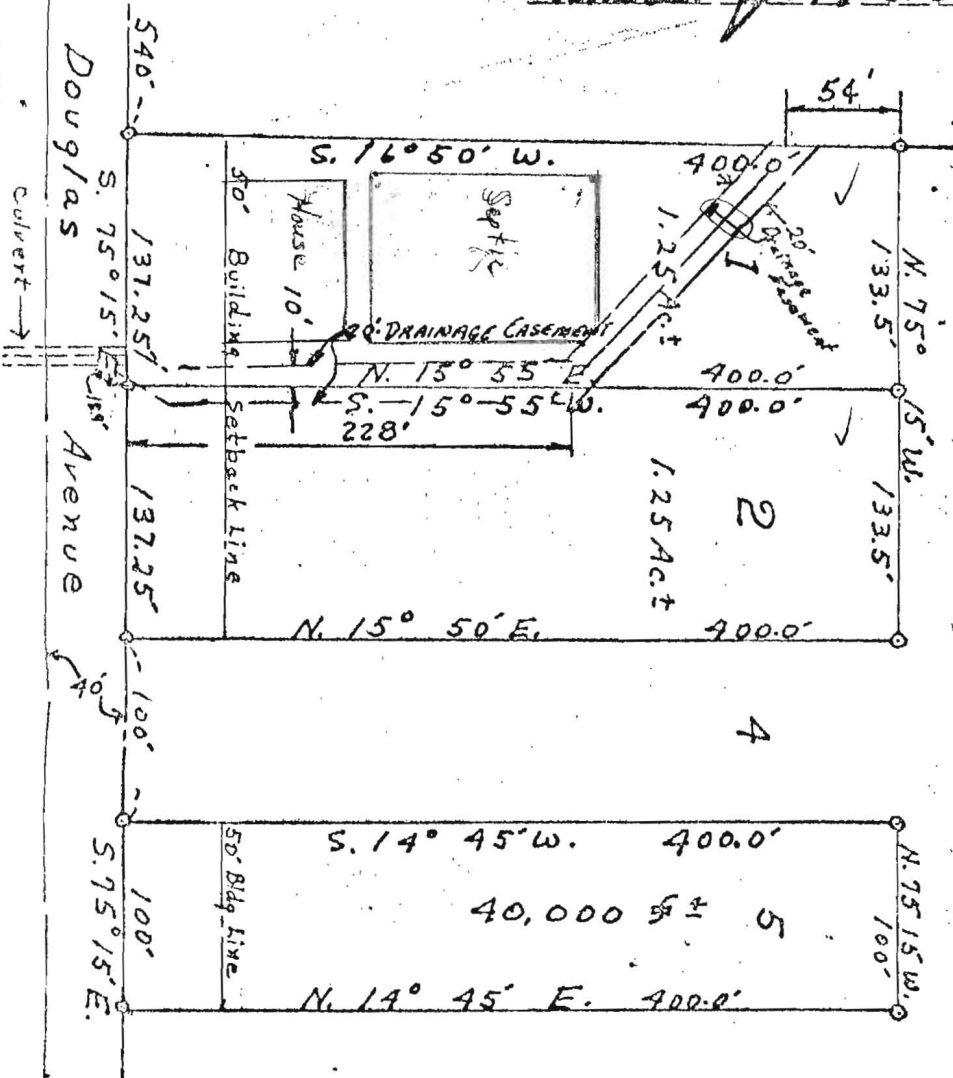 54'
540'
Douglas Avenue
culvert
S. 16° 50' W.
400.0'
N. 75° 15' W.
133.5'
133.5'
20' Drainage Easement
1
1.25 Ac.±
Septic
House
10'
50' Building Setback Line
S. 75° 15' E.
137.25'
137.25'
20' DRAINAGE EASEMENT
N. 15° 55' E.
400.0'
S. 15° 55' W.
400.0'
228'
2
1.25 Ac.±
N. 15° 50' E.
400.0'
40'
100'
4
S. 14° 45' W.
400.0'
50' Bldg Line
40,000 ±
5
N. 75 15' W.
100'
S. 75° 15' E.
100'
N. 14° 45' E.
400.0'